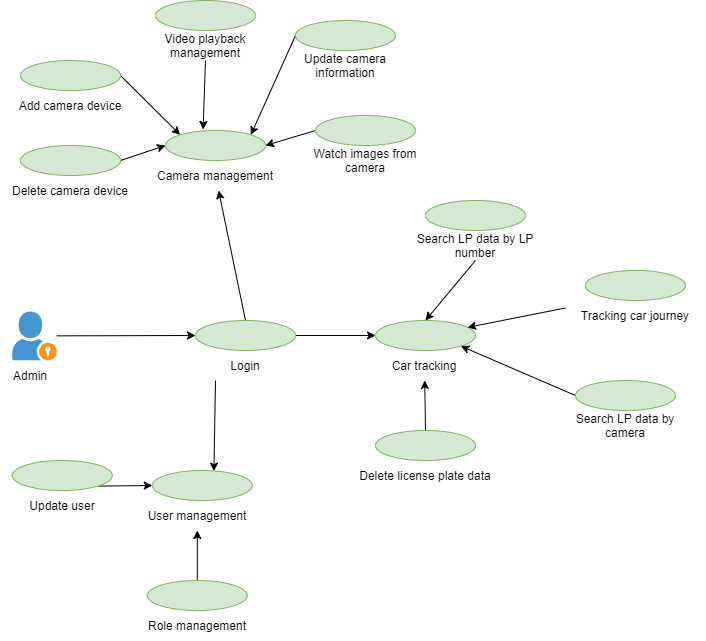 Video playback
management
Update camera
information
Add camera device
Watch images from
camera
Camera management
Delete camera device
Search LP data by LP
number
Tracking car journey
Admin
Login
Car tracking
Search LP data by
camera
Delete license plate data
Update user
User management
Role management